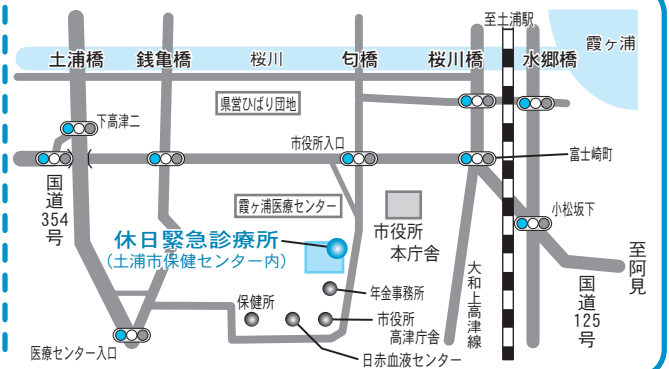 至土浦駅
霞ヶ浦
土浦橋
銭亀橋
桜川
匂橋
桜川橋
水郷橋
県営ひばり団地
下高津二
市役所入口
富士崎町
国道354号
霞ヶ浦医療センター
市役所
本庁舎
小松坂下
休日緊急診療所
(土浦市保健センター内)
至阿見
大和上高津線
国道125号
年金事務所
保健所
市役所
高津庁舎
日赤血液センター
医療センター入口